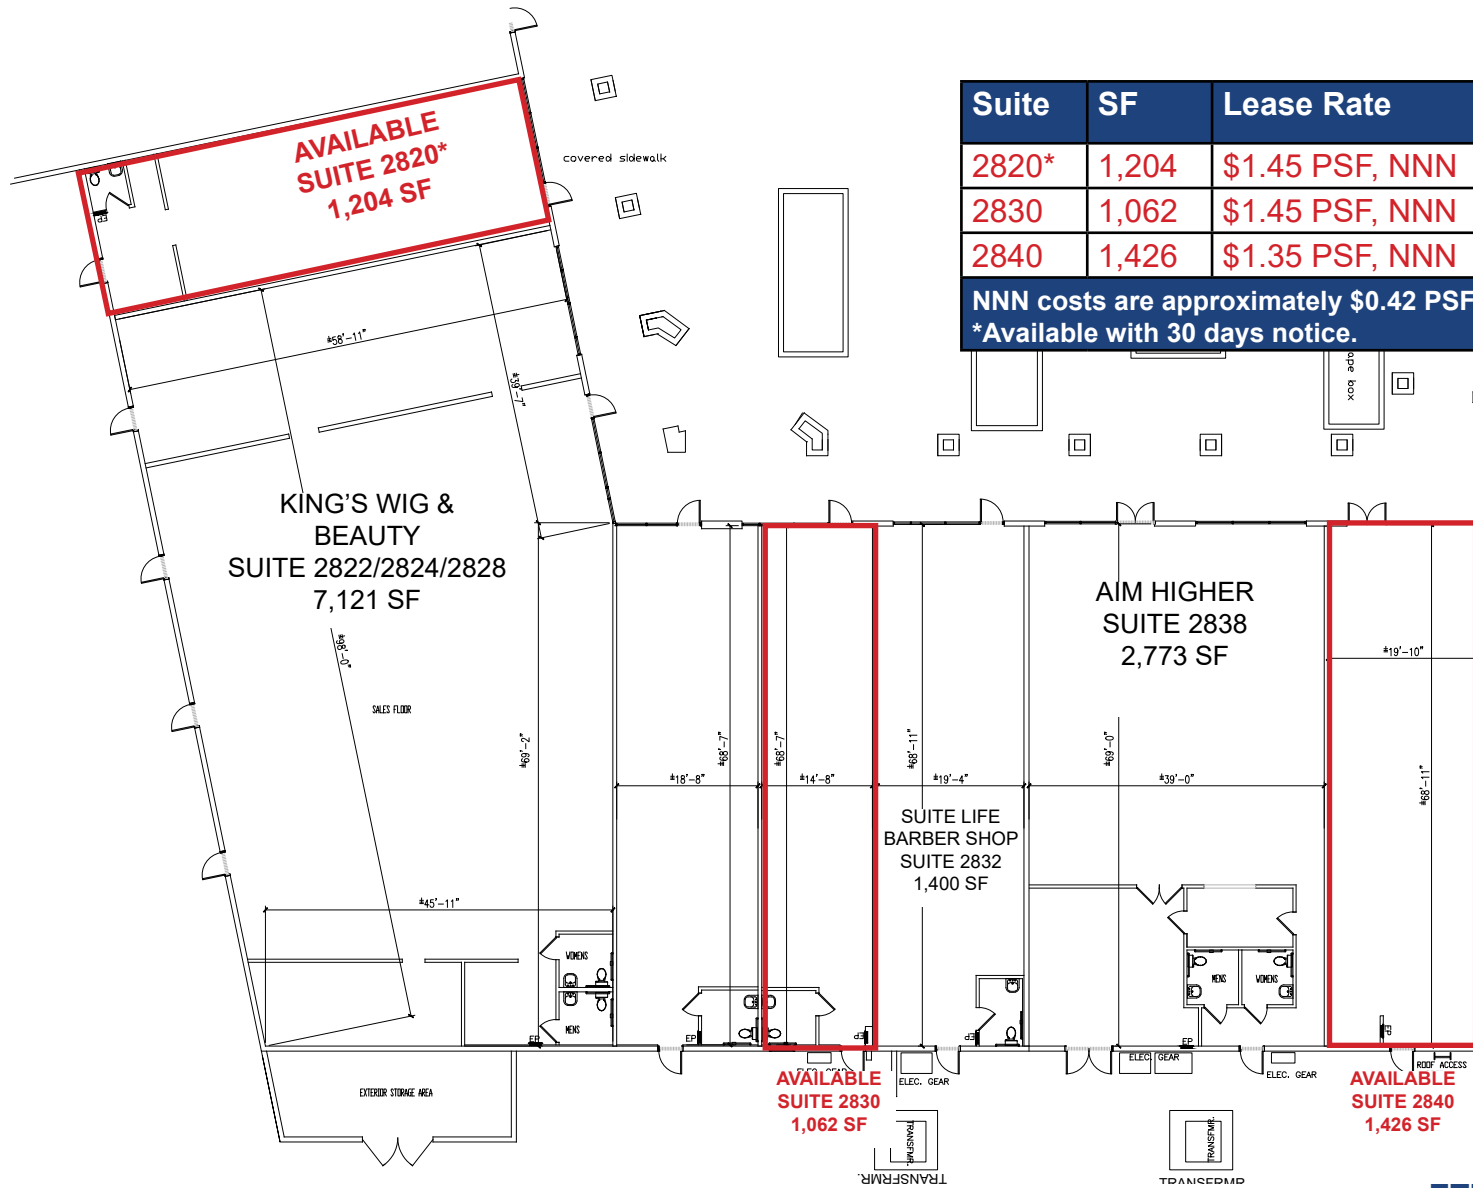 AVAILABLE
SUITE 2820*
1,204 SF
EP
covered sidewalk
Suite SF Lease Rate
2820* 1,204 $1.45 PSF, NNN
2830 1,062 $1.45 PSF, NNN
2840 1,426 $1.35 PSF, NNN
NNN costs are approximately $0.42 PSF
*Available with 30 days notice.
ape box
±58'-11"
±39'-7"
KING'S WIG &
BEAUTY
SUITE 2822/2824/2828
7,121 SF
±98'-0"
SALES FLOOR
±69'-2"
±45'-11"
WOMENS
MENS
EP
EXTERIOR STORAGE AREA
±68'-7"
±18'-8"
EP
±68'-7"
±14'-8"
EP
ELEC. GEAR
AVAILABLE
SUITE 2830
1,062 SF
±68'-11"
±19'-4"
SUITE LIFE
BARBER SHOP
SUITE 2832
1,400 SF
EP
ELEC. GEAR
TRANSFMR.
TRANSFRMR.
AIM HIGHER
SUITE 2838
2,773 SF
±69'-0"
±39'-0"
MENS
WOMENS
EP
ELEC. GEAR
ELEC. GEAR
TRANSFMR.
TRANSFRMR
±19'-10"
±68'-11"
EP
ROOF ACCESS
AVAILABLE
SUITE 2840
1,426 SF